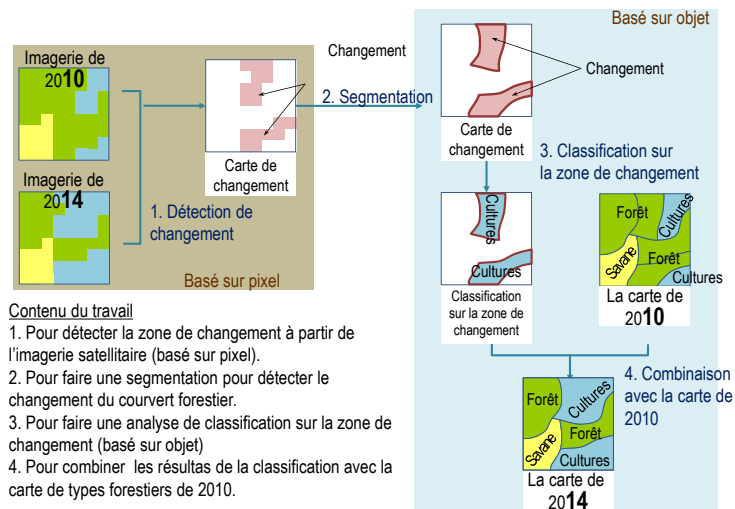 Basé sur objet
Imagerie de
2010
Changement
Changement
2. Segmentation
Carte de
changement
Carte de
changement
3. Classification sur
la zone de changement
Imagerie de
2014
1. Détection de
changement
Basé sur pixel
Cultures
Cultures
Forêt
Cultures
Savane
Forêt
Cultures
Classification
sur la zone de
changement
La carte de
2010
Contenu du travail
1. Pour détecter la zone de changement à partir de
l'imagerie satellitaire (basé sur pixel).
2. Pour faire une segmentation pour détecter le
changement du courvert forestier.
3. Pour faire une analyse de classification sur la zone de
changement (basé sur objet)
4. Pour combiner les résultas de la classification avec la
carte de types forestiers de 2010.
4. Combinaison
avec la carte de
2010
Forêt
Cultures
Savane
Forêt
Cultures
La carte de
2014